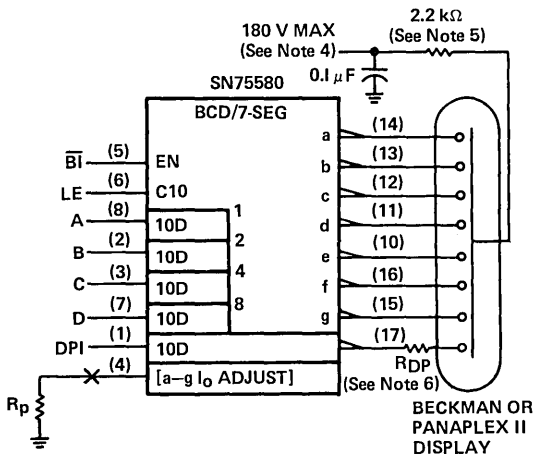 180 V MAX
(See Note 4)
2.2 kΩ
(See Note 5)
0.1 μF
SN75580
BCD/7-SEG
B̅I̅ (5) EN
LE (6) C10
A (8) 10D 1
B (2) 10D 2
C (3) 10D 4
D (7) 10D 8
DPI (1) 10D
(4) [a–g IO ADJUST]
Rp
a (14)
b (13)
c (12)
d (11)
e (10)
f (16)
g (15)
(17)
RDP
(See Note 6)
BECKMAN OR
PANAPLEX II
DISPLAY